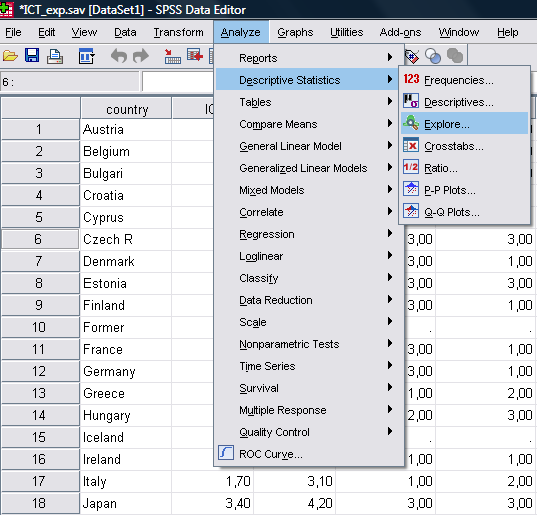 *ICT_exp.sav [DataSet1] - SPSS Data Editor
File Edit View Data Transform Analyze Graphs Utilities Add-ons Window Help
6 :
Reports
Descriptive Statistics
Tables
Compare Means
General Linear Model
Generalized Linear Models
Mixed Models
Correlate
Regression
Loglinear
Classify
Data Reduction
Scale
Nonparametric Tests
Time Series
Survival
Multiple Response
Quality Control
ROC Curve...
123 Frequencies...
Descriptives...
Explore...
Crosstabs...
1/2 Ratio...
P-P Plots...
Q-Q Plots...
country IC
1 Austria
2 Belgium
3 Bulgari
4 Croatia
5 Cyprus
6 Czech R 3,00 3,00
7 Denmark 3,00 1,00
8 Estonia 3,00 3,00
9 Finland 3,00 1,00
10 Former . .
11 France 3,00 1,00
12 Germany 3,00 1,00
13 Greece 1,00 2,00
14 Hungary 2,00 3,00
15 Iceland . .
16 Ireland 1,00 1,00
17 Italy 1,70 3,10 1,00 2,00
18 Japan 3,40 4,20 3,00 3,00